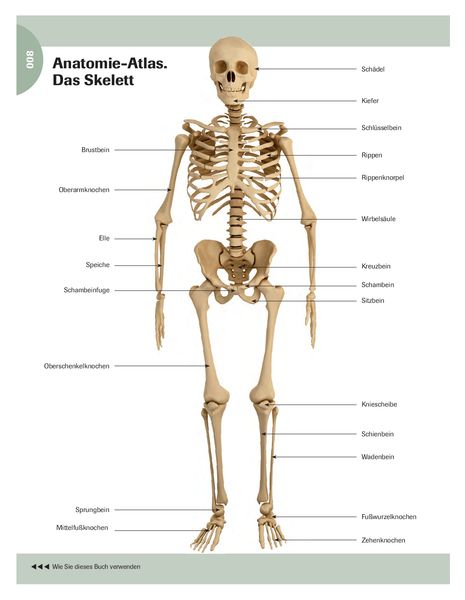 008
Anatomie-Atlas.
Das Skelett
Schädel
Kiefer
Schlüsselbein
Brustbein
Rippen
Rippenknorpel
Oberarmknochen
Wirbelsäule
Elle
Speiche
Kreuzbein
Schambeinfuge
Schambein
Sitzbein
Oberschenkelknochen
Kniescheibe
Schienbein
Wadenbein
Sprungbein
Fußwurzelknochen
Mittelfußknochen
Zehenknochen
◀◀◀ Wie Sie dieses Buch verwenden